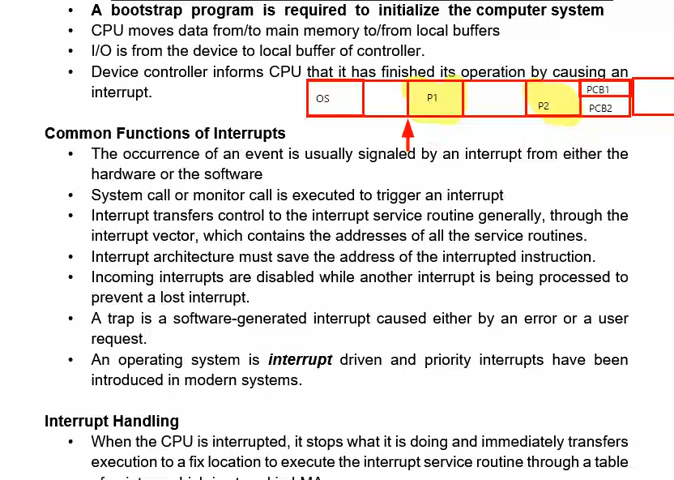 • A bootstrap program is required to initialize the computer system
• CPU moves data from/to main memory to/from local buffers
• I/O is from the device to local buffer of controller.
• Device controller informs CPU that it has finished its operation by causing an
interrupt.
OS P1 P2 PCB1
PCB2
Common Functions of Interrupts
• The occurrence of an event is usually signaled by an interrupt from either the
hardware or the software
• System call or monitor call is executed to trigger an interrupt
• Interrupt transfers control to the interrupt service routine generally, through the
interrupt vector, which contains the addresses of all the service routines.
• Interrupt architecture must save the address of the interrupted instruction.
• Incoming interrupts are disabled while another interrupt is being processed to
prevent a lost interrupt.
• A trap is a software-generated interrupt caused either by an error or a user
request.
• An operating system is interrupt driven and priority interrupts have been
introduced in modern systems.
Interrupt Handling
• When the CPU is interrupted, it stops what it is doing and immediately transfers
execution to a fix location to execute the interrupt service routine through a table